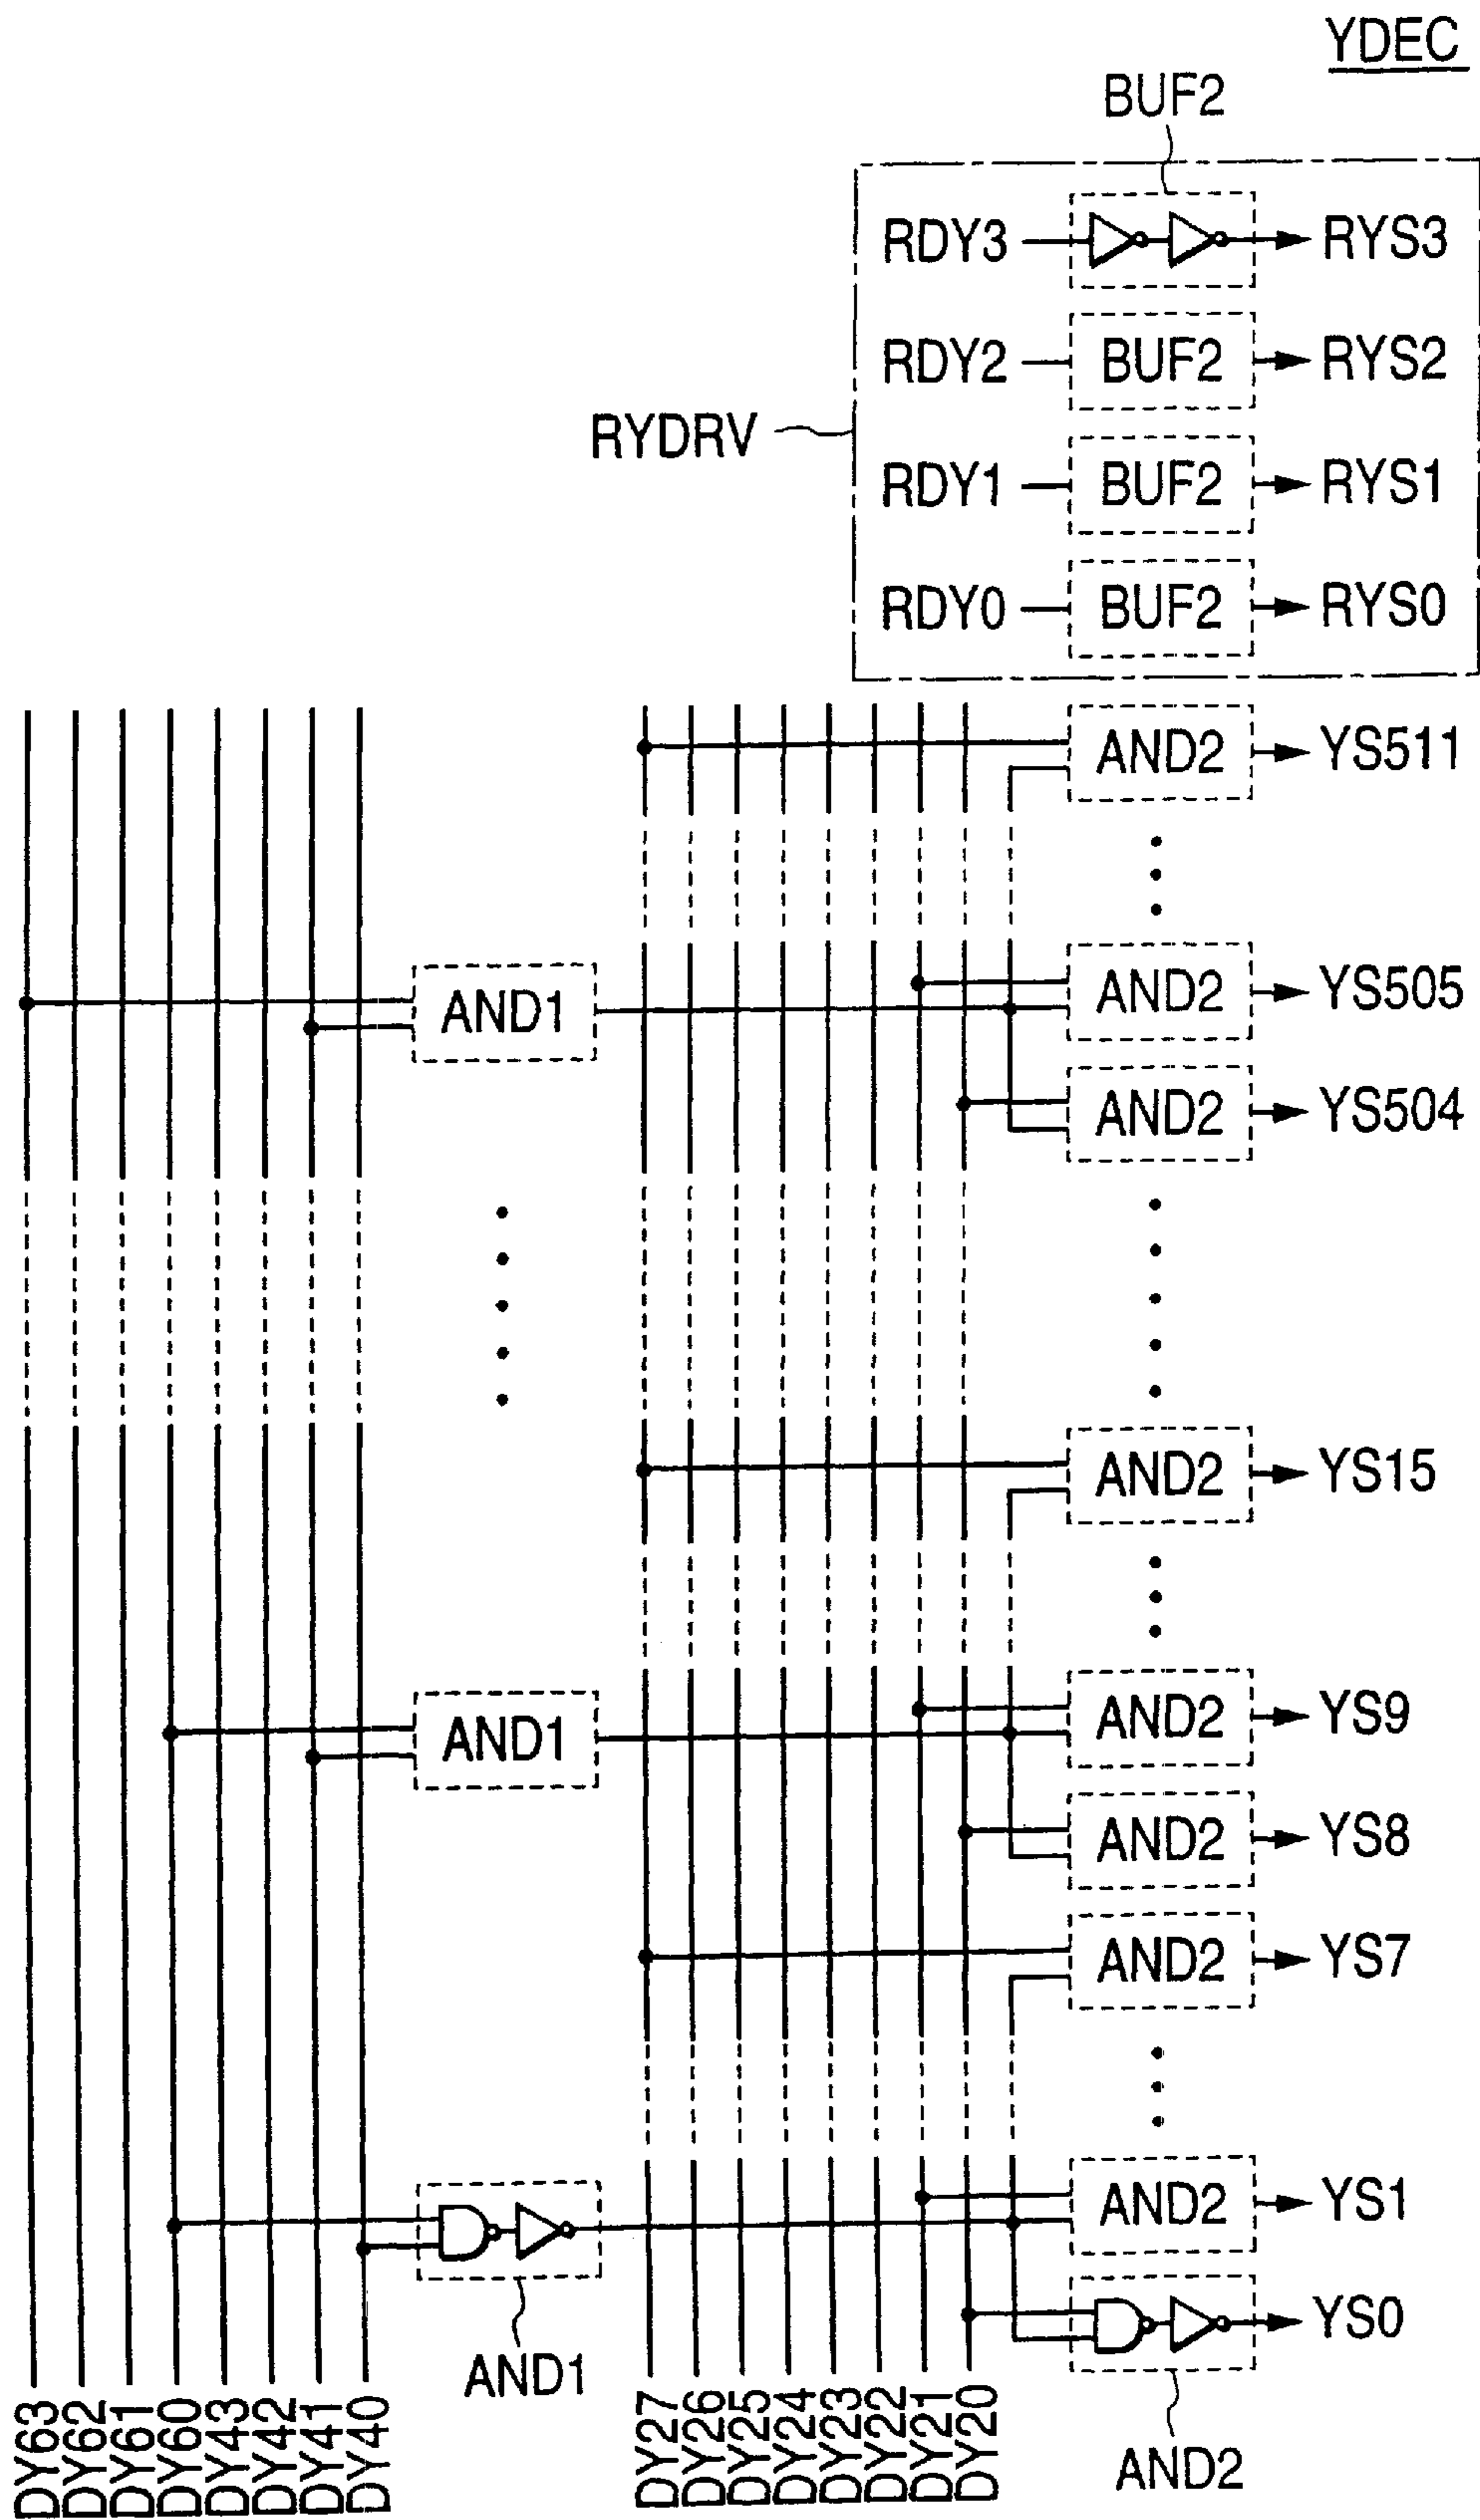 YDEC
BUF2
RDY3 RYS3
RDY2 BUF2 RYS2
RYDRV
RDY1 BUF2 RYS1
RDY0 BUF2 RYS0
AND2 YS511
AND1 AND2 YS505
AND2 YS504
AND2 YS15
AND1 AND2 YS9
AND2 YS8
AND2 YS7
AND2 YS1
YS0
AND1
AND2
DY63
DY62
DY61
DY60
DY43
DY42
DY41
DY40
DY27
DY26
DY25
DY24
DY23
DY22
DY21
DY20